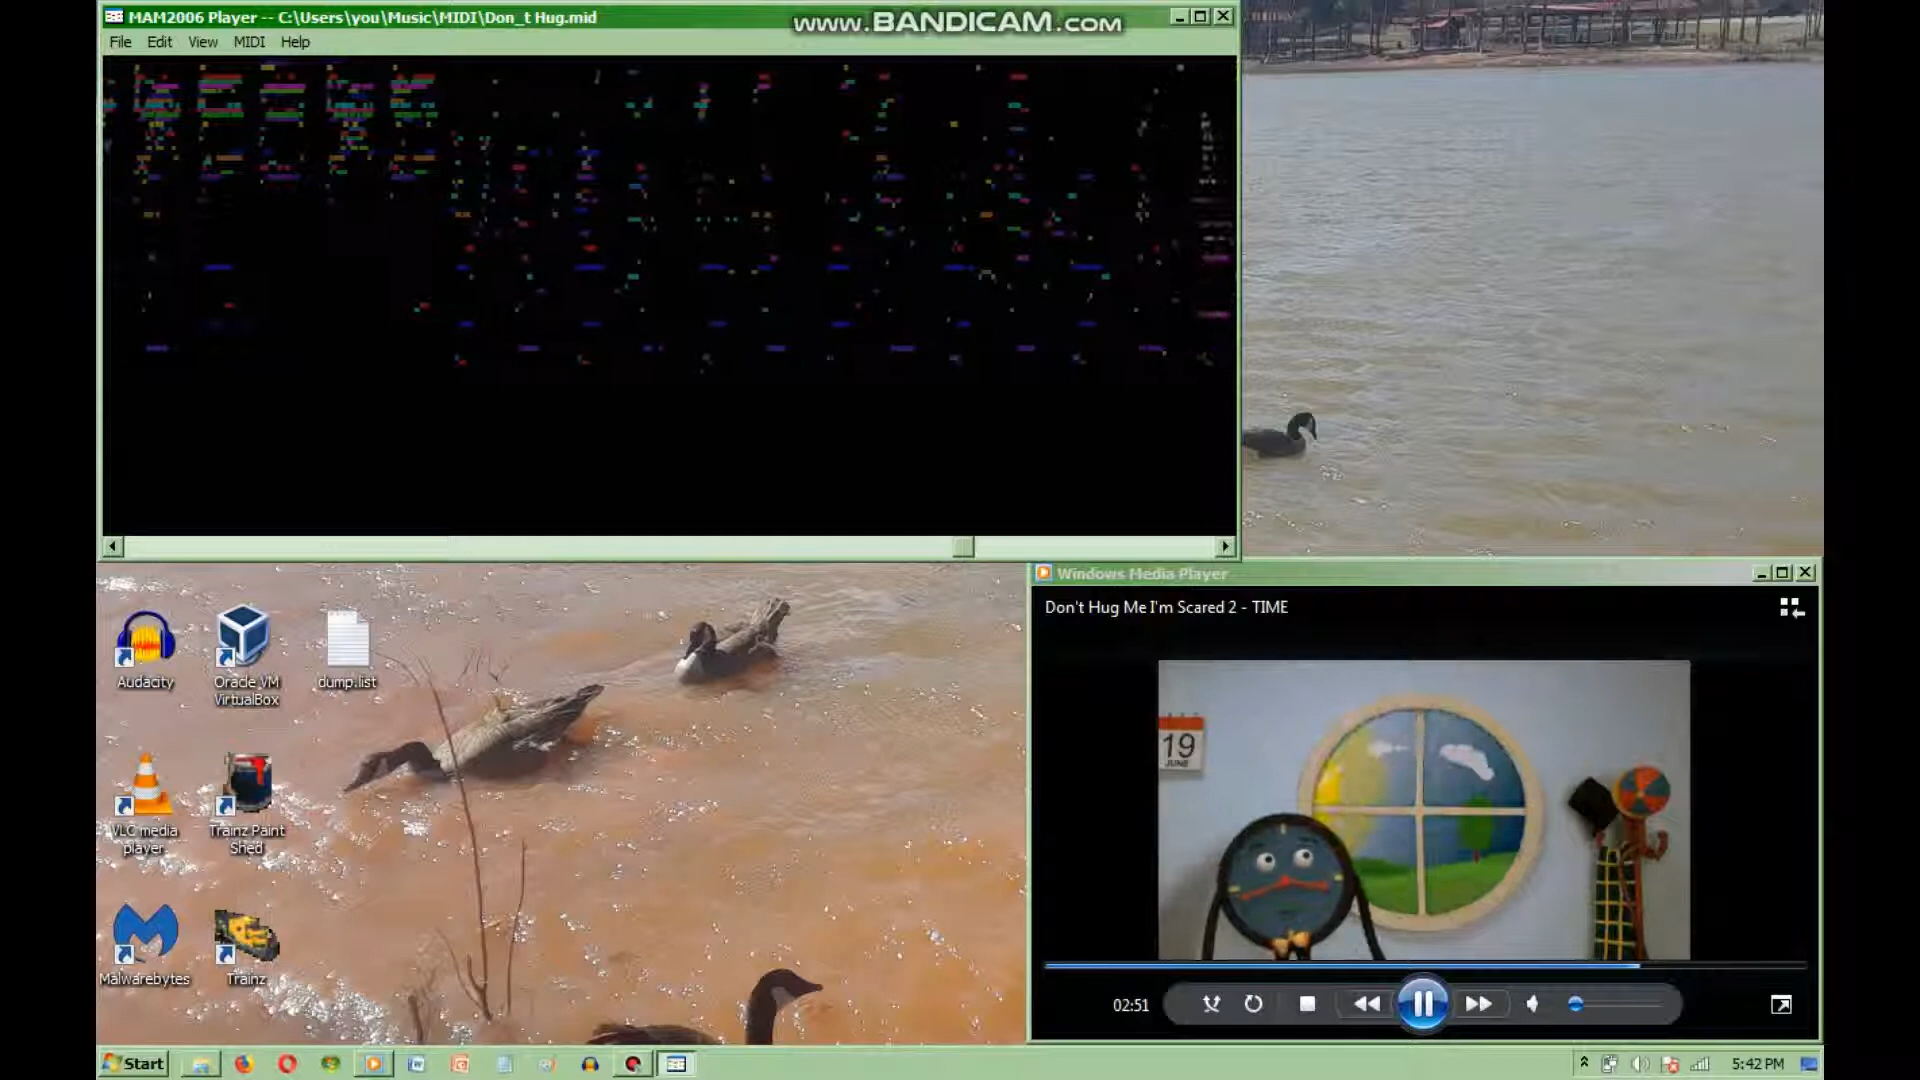 MAM2006 Player -- C:\Users\you\Music\MIDI\Don_t Hug.mid
www.BANDICAM.com
File Edit View MIDI Help
Windows Media Player
Don't Hug Me I'm Scared 2 - TIME
Audacity
Oracle VM
VirtualBox
dump.list
19
JUNE
VLC media
player
Trainz Paint
Shed
Malwarebytes
Trainz
02:51
Start
5:42 PM